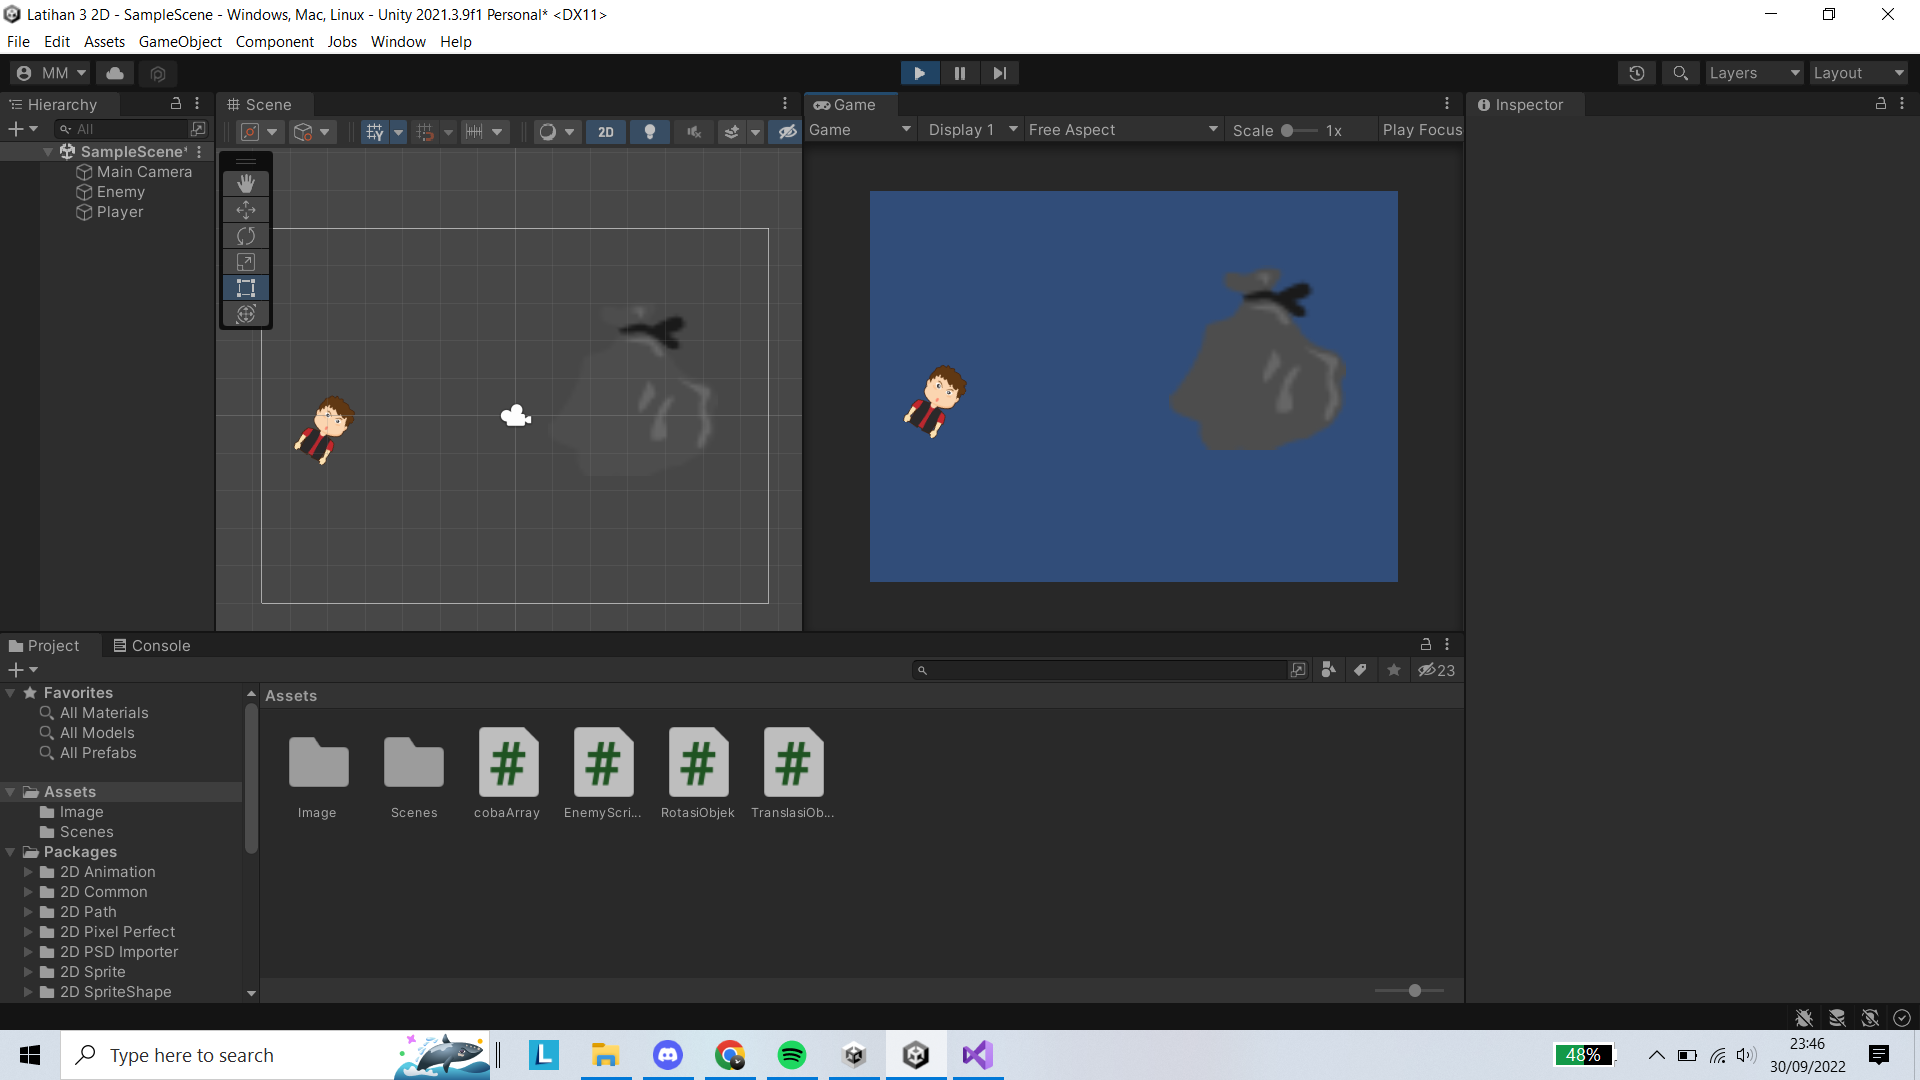 Latihan 3 2D - SampleScene - Windows, Mac, Linux - Unity 2021.3.9f1 Personal* <DX11>
File Edit Assets GameObject Component Jobs Window Help
MM
Layers Layout
Hierarchy
All
SampleScene*
Main Camera
Enemy
Player
Scene
2D
Game
Game Display 1 Free Aspect Scale 1x Play Focus
Inspector
Project Console
23
Favorites
All Materials
All Models
All Prefabs
Assets
Image
Scenes
Packages
2D Animation
2D Common
2D Path
2D Pixel Perfect
2D PSD Importer
2D Sprite
2D SpriteShape
Assets
Image Scenes cobaArray EnemyScri... RotasiObjek TranslasiOb...
Type here to search
L
48%
23:46
30/09/2022